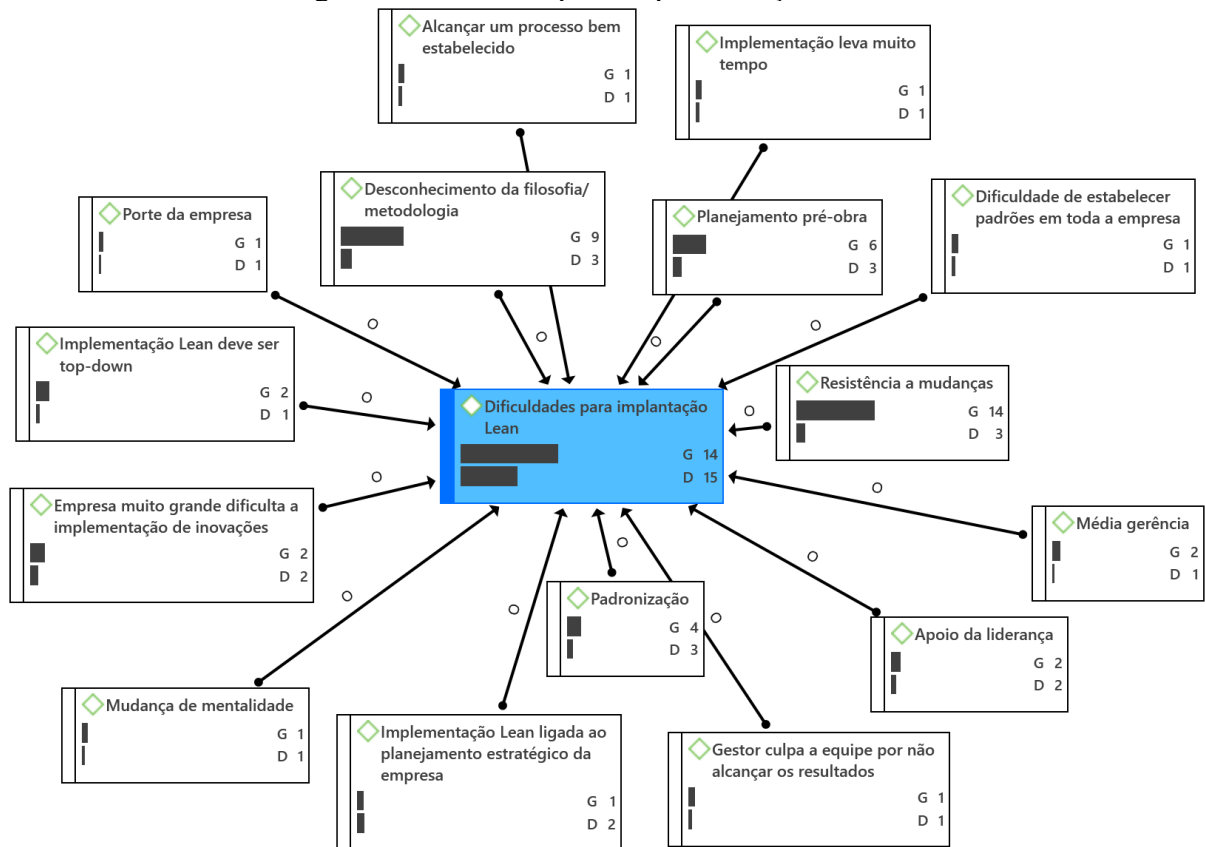 Alcançar um processo bem
estabelecido
G 1
D 1
Implementação leva muito
tempo
G 1
D 1
Porte da empresa
G 1
D 1
Desconhecimento da filosofia/
metodologia
G 9
D 3
Planejamento pré-obra
G 6
D 3
Dificuldade de estabelecer
padrões em toda a empresa
G 1
D 1
Implementação Lean deve ser
top-down
G 2
D 1
Dificuldades para implantação
Lean
G 14
D 15
Resistência a mudanças
G 14
D 3
Empresa muito grande dificulta a
implementação de inovações
G 2
D 2
Média gerência
G 2
D 1
Padronização
G 4
D 3
Apoio da liderança
G 2
D 2
Mudança de mentalidade
G 1
D 1
Implementação Lean ligada ao
planejamento estratégico da
empresa
G 1
D 2
Gestor culpa a equipe por não
alcançar os resultados
G 1
D 1